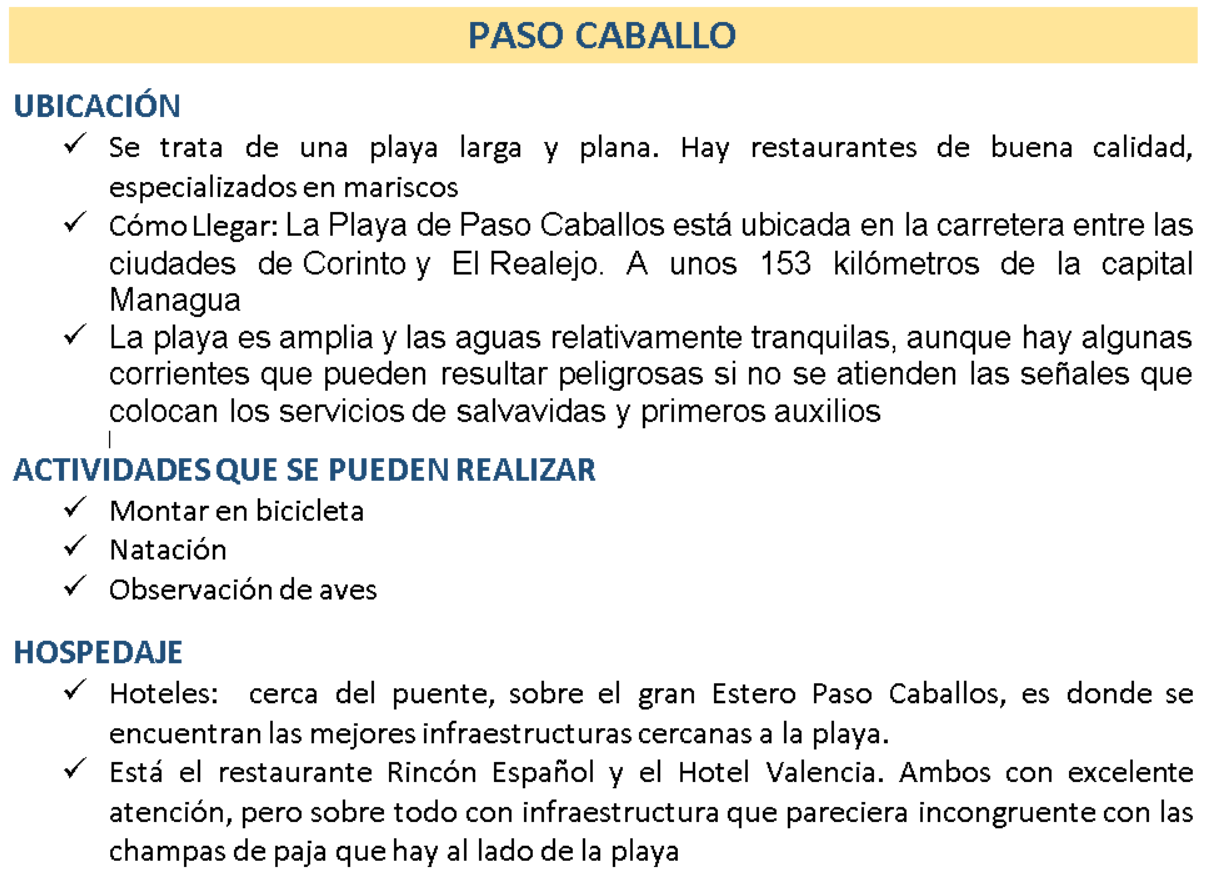 PASO CABALLO
UBICACIÓN
✓ Se trata de una playa larga y plana. Hay restaurantes de buena calidad,
especializados en mariscos
✓ Cómo Llegar: La Playa de Paso Caballos está ubicada en la carretera entre las
ciudades de Corinto y El Realejo. A unos 153 kilómetros de la capital
Managua
✓ La playa es amplia y las aguas relativamente tranquilas, aunque hay algunas
corrientes que pueden resultar peligrosas si no se atienden las señales que
colocan los servicios de salvavidas y primeros auxilios
ACTIVIDADES QUE SE PUEDEN REALIZAR
✓ Montar en bicicleta
✓ Natación
✓ Observación de aves
HOSPEDAJE
✓ Hoteles: cerca del puente, sobre el gran Estero Paso Caballos, es donde se
encuentran las mejores infraestructuras cercanas a la playa.
✓ Está el restaurante Rincón Español y el Hotel Valencia. Ambos con excelente
atención, pero sobre todo con infraestructura que pareciera incongruente con las
champas de paja que hay al lado de la playa